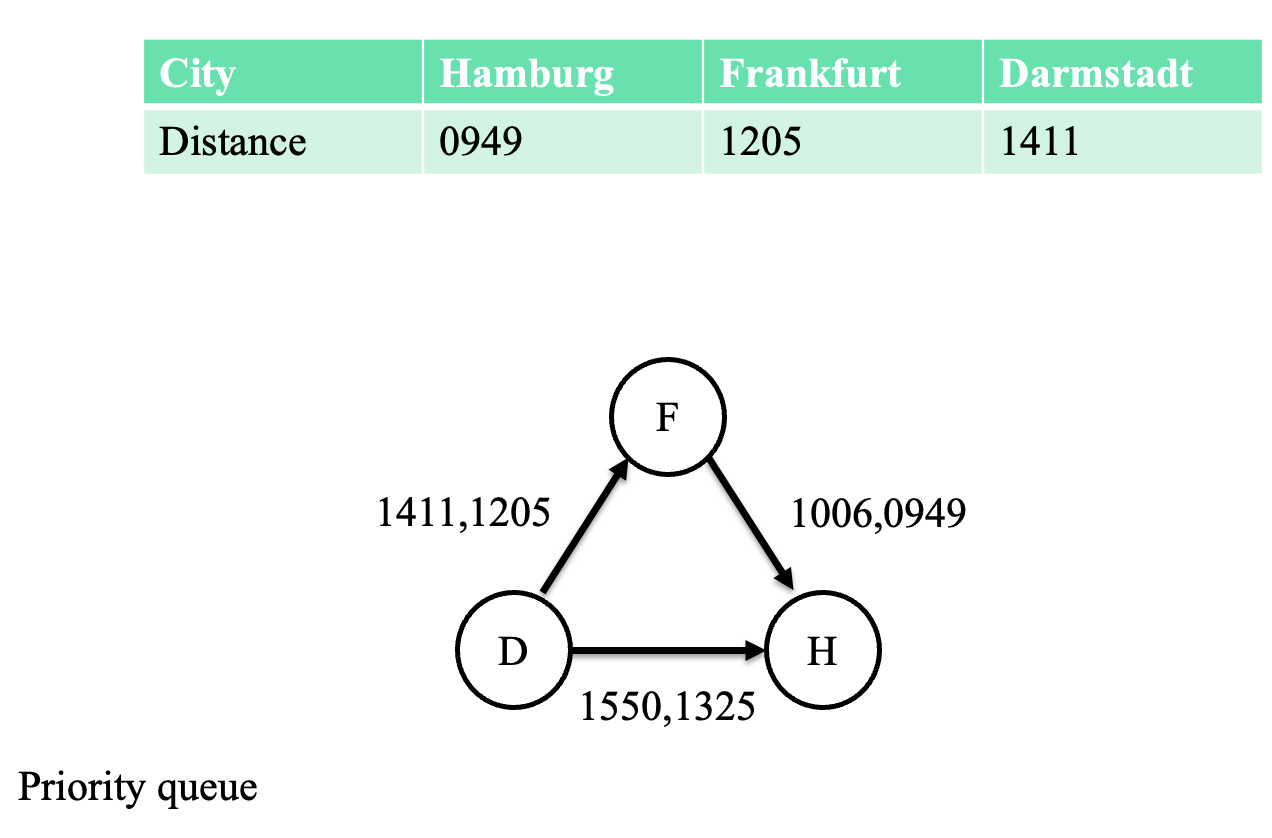 City Hamburg Frankfurt Darmstadt
Distance 0949 1205 1411
F
1411,1205 1006,0949
D H
1550,1325
Priority queue